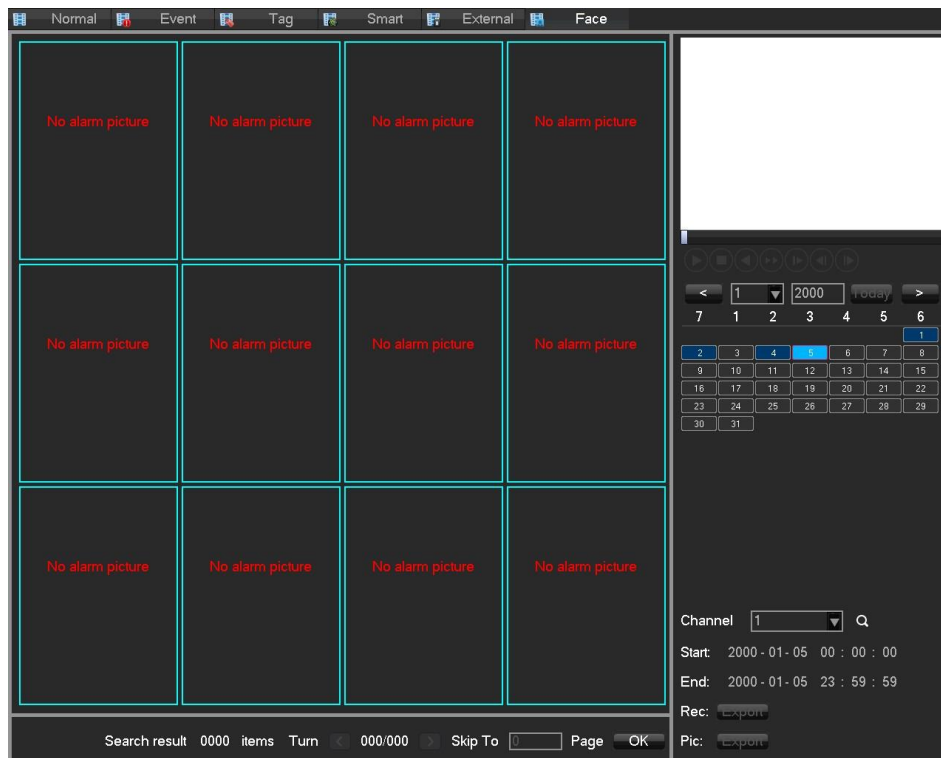 Normal Event Tag Smart External Face
No alarm picture No alarm picture No alarm picture No alarm picture
No alarm picture No alarm picture No alarm picture No alarm picture
No alarm picture No alarm picture No alarm picture No alarm picture
Search result 0000 items Turn < 000/000 > Skip To 0 Page OK
< 1 2000 Today >
7 1 2 3 4 5 6
1
2 3 4 5 6 7 8
9 10 11 12 13 14 15
16 17 18 19 20 21 22
23 24 25 26 27 28 29
30 31
Channel 1
Start: 2000 - 01 - 05 00 : 00 : 00
End: 2000 - 01 - 05 23 : 59 : 59
Rec: Export
Pic: Export